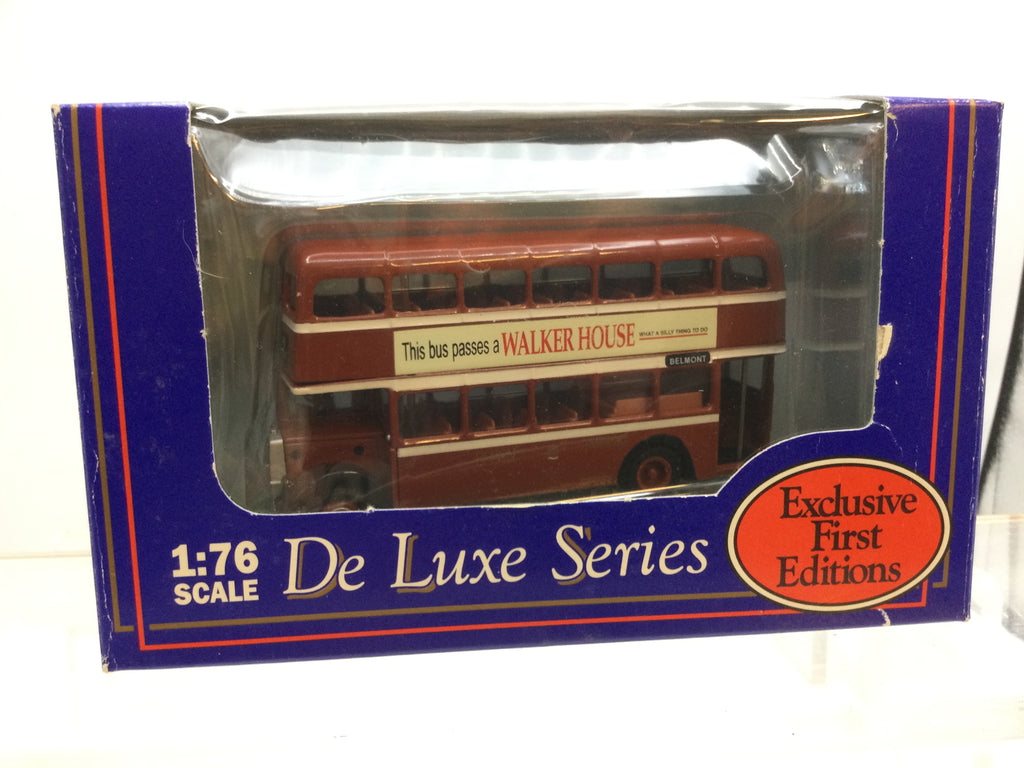 This bus passes a WALKER HOUSE WHAT A SILLY THING TO DO
BELMONT
1:76
SCALE
De Luxe Series
Exclusive
First
Editions